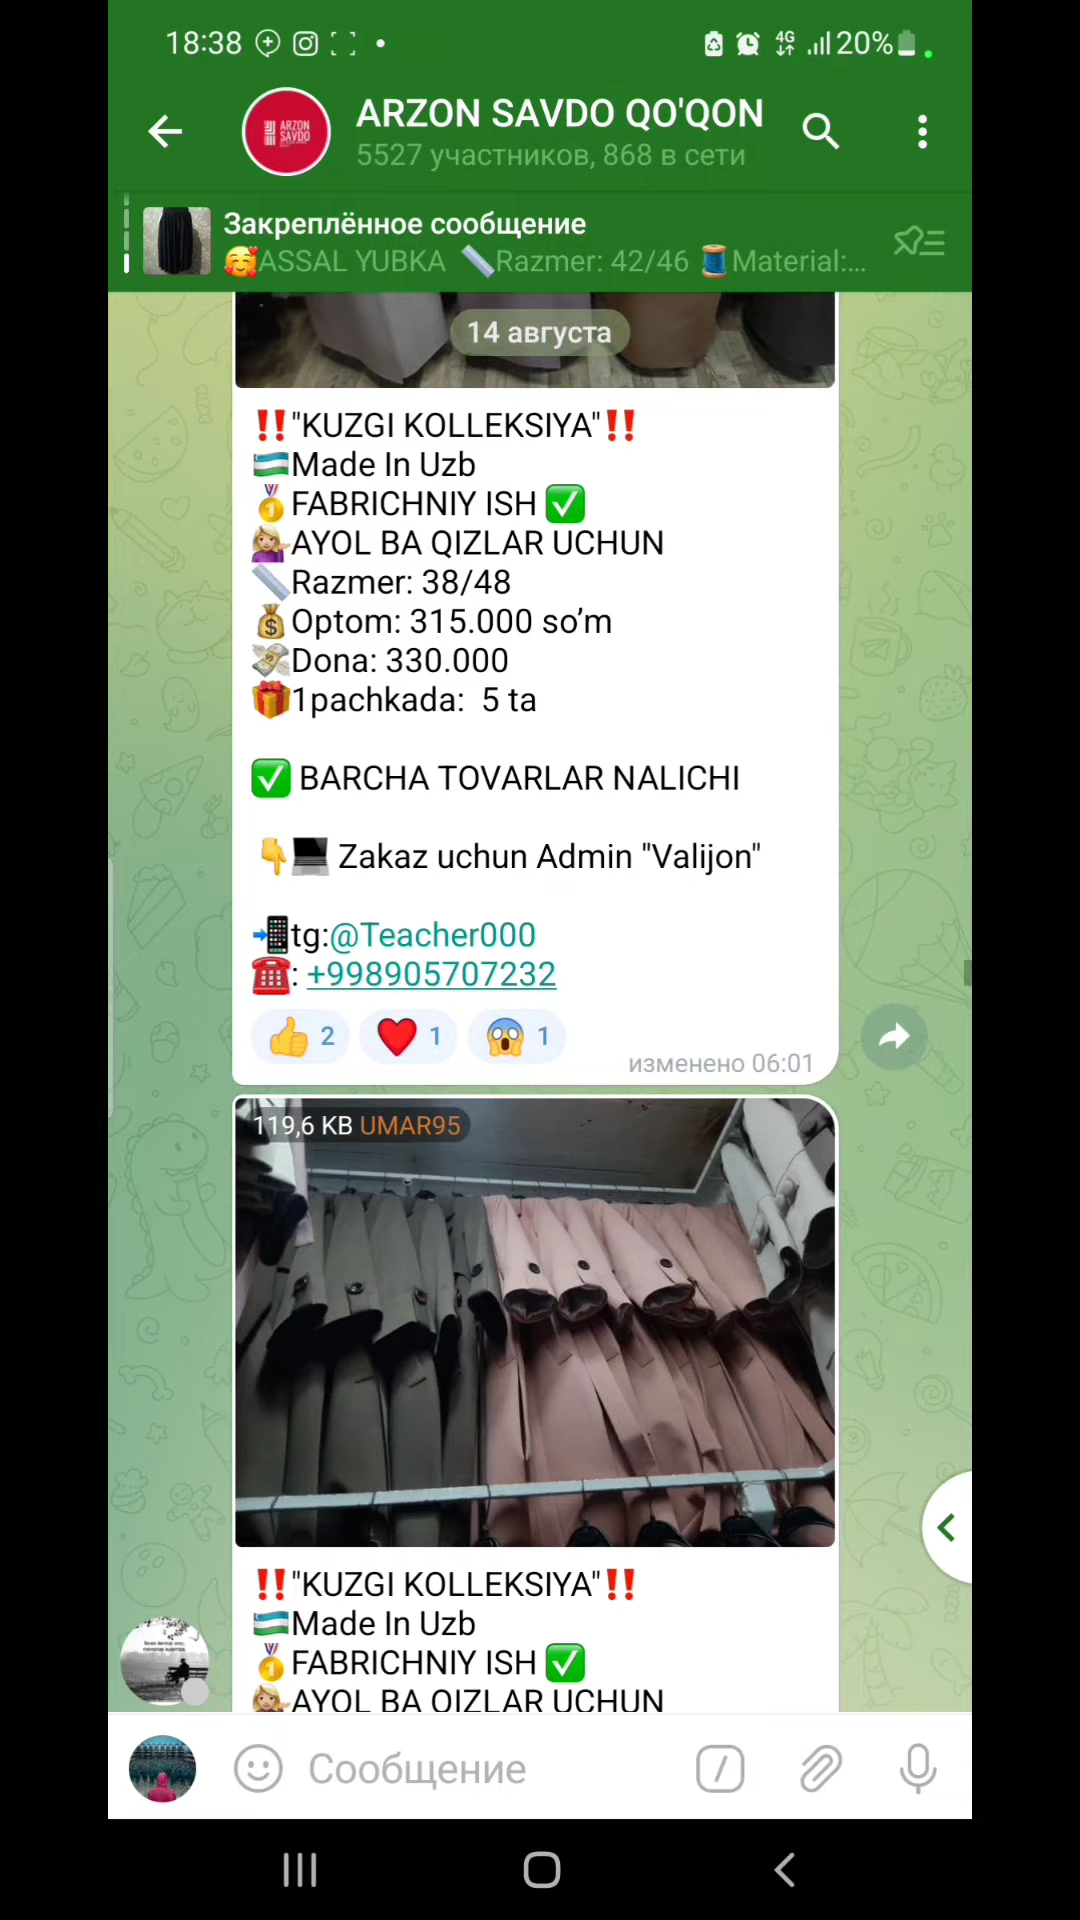 18:38
4G
20%
ARZON SAVDO
ARZON SAVDO QO'QON
5527 участников, 868 в сети
Закреплённое сообщение
🥰ASSAL YUBKA 📏Razmer: 42/46 🧵Material:...
14 августа
‼️"KUZGI KOLLEKSIYA"‼️
🇺🇿Made In Uzb
🥇FABRICHNIY ISH ✅
💁🏼‍♀️AYOL BA QIZLAR UCHUN
📏Razmer: 38/48
💰Optom: 315.000 so’m
💸Dona: 330.000
🎁1pachkada:  5 ta
✅ BARCHA TOVARLAR NALICHI
👇💻 Zakaz uchun Admin "Valijon"
📲tg:@Teacher000
☎️: +998905707232
👍 2 ❤️ 1 😱 1
изменено 06:01
119,6 KB UMAR95
‼️"KUZGI KOLLEKSIYA"‼️
🇺🇿Made In Uzb
🥇FABRICHNIY ISH ✅
💁🏼‍♀️AYOL BA QIZLAR UCHUN
Сообщение